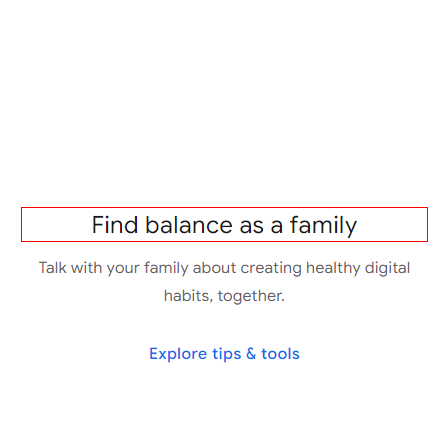 Find balance as a family
Talk with your family about creating healthy digital
habits, together.
Explore tips & tools